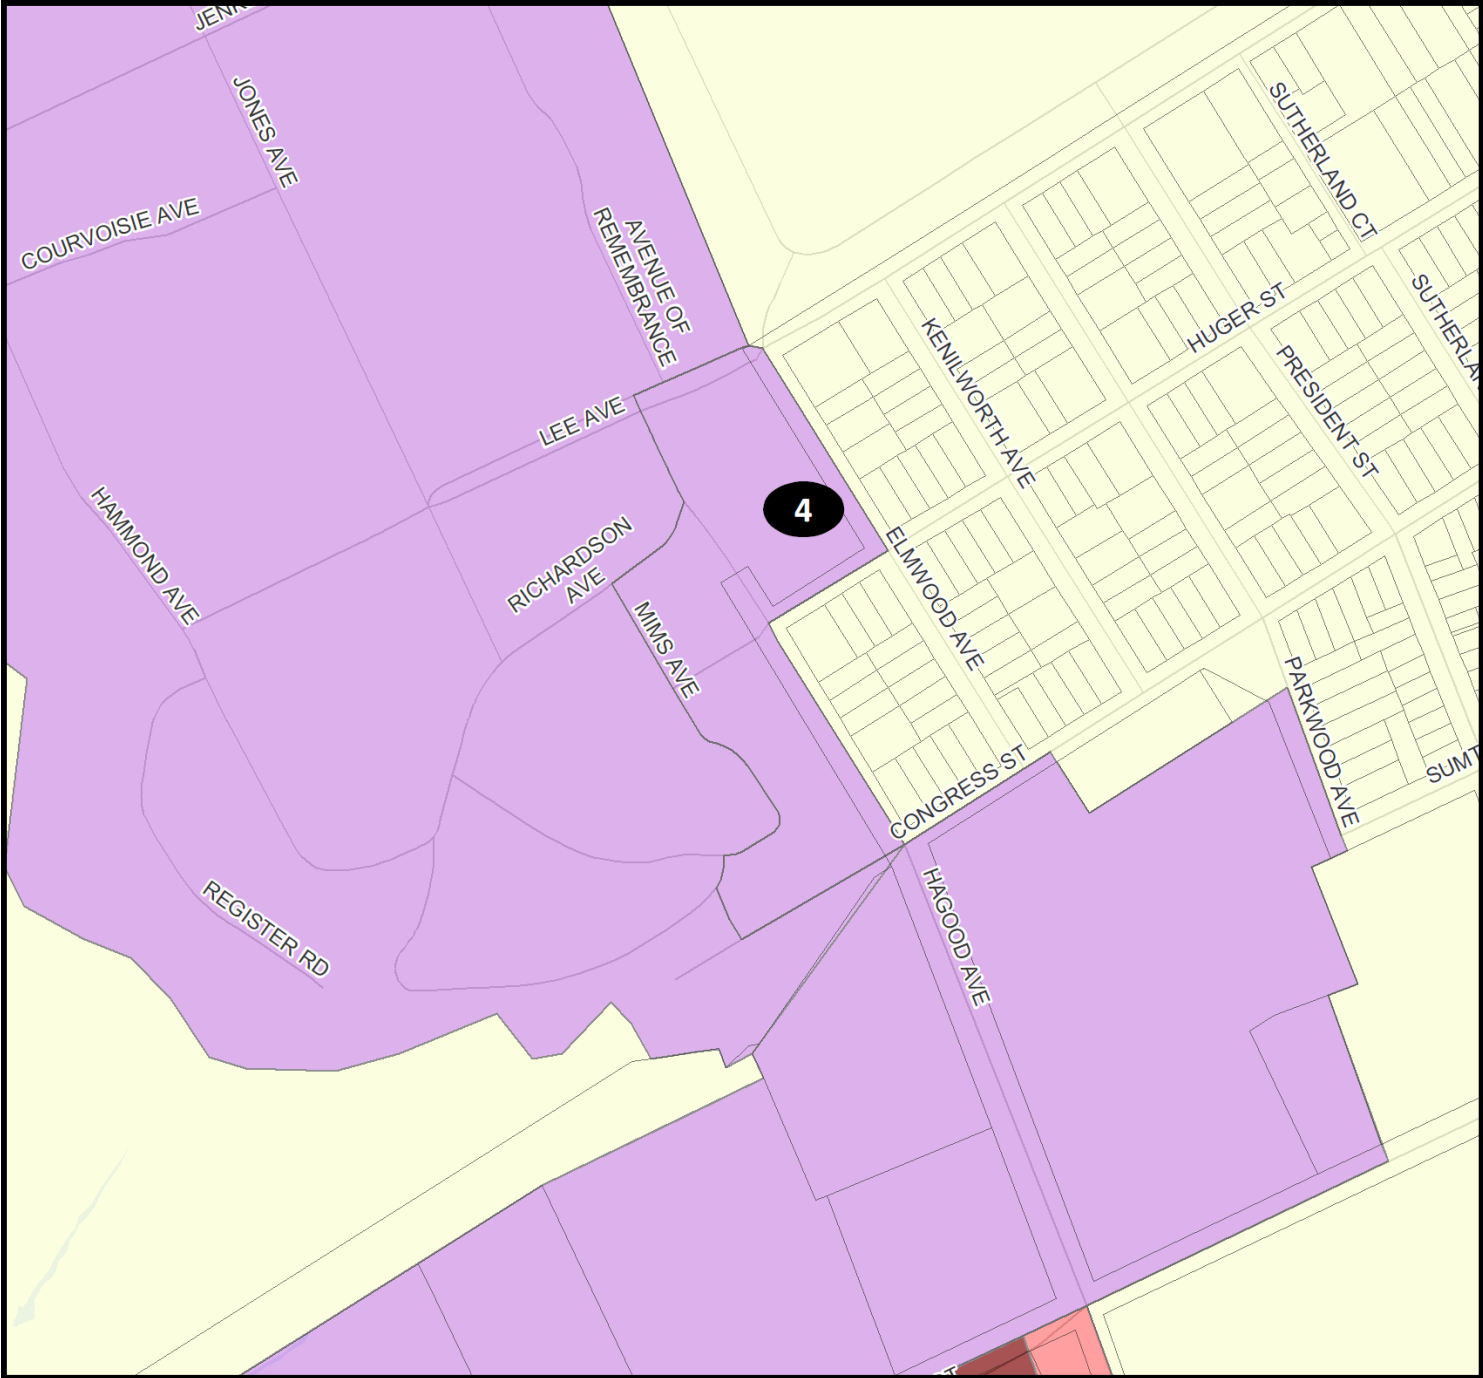 JONES AVE
SUTHERLAND CT
COURVOISIE AVE
AVENUE OF
REMEMBRANCE
HUGER ST
KENILWORTH AVE
PRESIDENT ST
LEE AVE
4
HAMMOND AVE
RICHARDSON
AVE
ELMWOOD AVE
MIMS AVE
PARKWOOD AVE
CONGRESS ST
REGISTER RD
HAGOOD AVE